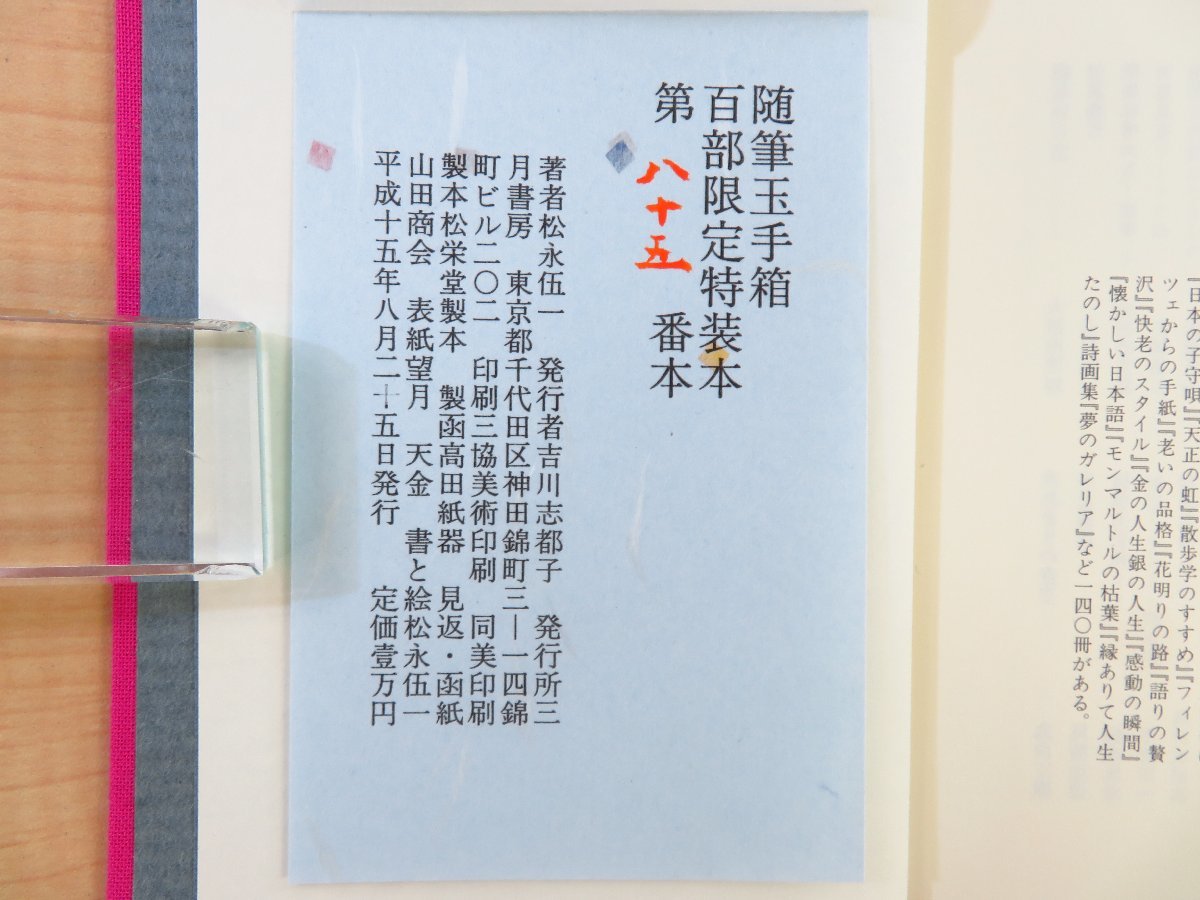 『日本の子守唄』『天正の虹』『散歩学のすすめ』『フィレン
ツェからの手紙』『老いの品格』『花明りの路』『語りの贅
沢』『快老のスタイル』『金の人生銀の人生』『感動の瞬間』
『懐かしい日本語』『モンマルトルの枯葉』『縁ありて人生
たのし』詩画集『夢のガレリア』など一四〇冊がある。
随筆玉手箱
百部限定特装本
第 八十五 番本
著者松永伍一 発行者吉川志都子 発行所三
月書房 東京都千代田区神田錦町三―一四錦
町ビル二〇二 印刷三協美術印刷 同美印刷
製本松栄堂製本 製函高田紙器 見返・函紙
山田商会 表紙望月 天金 書と絵松永伍一
平成十五年八月二十五日発行 定価壹万円